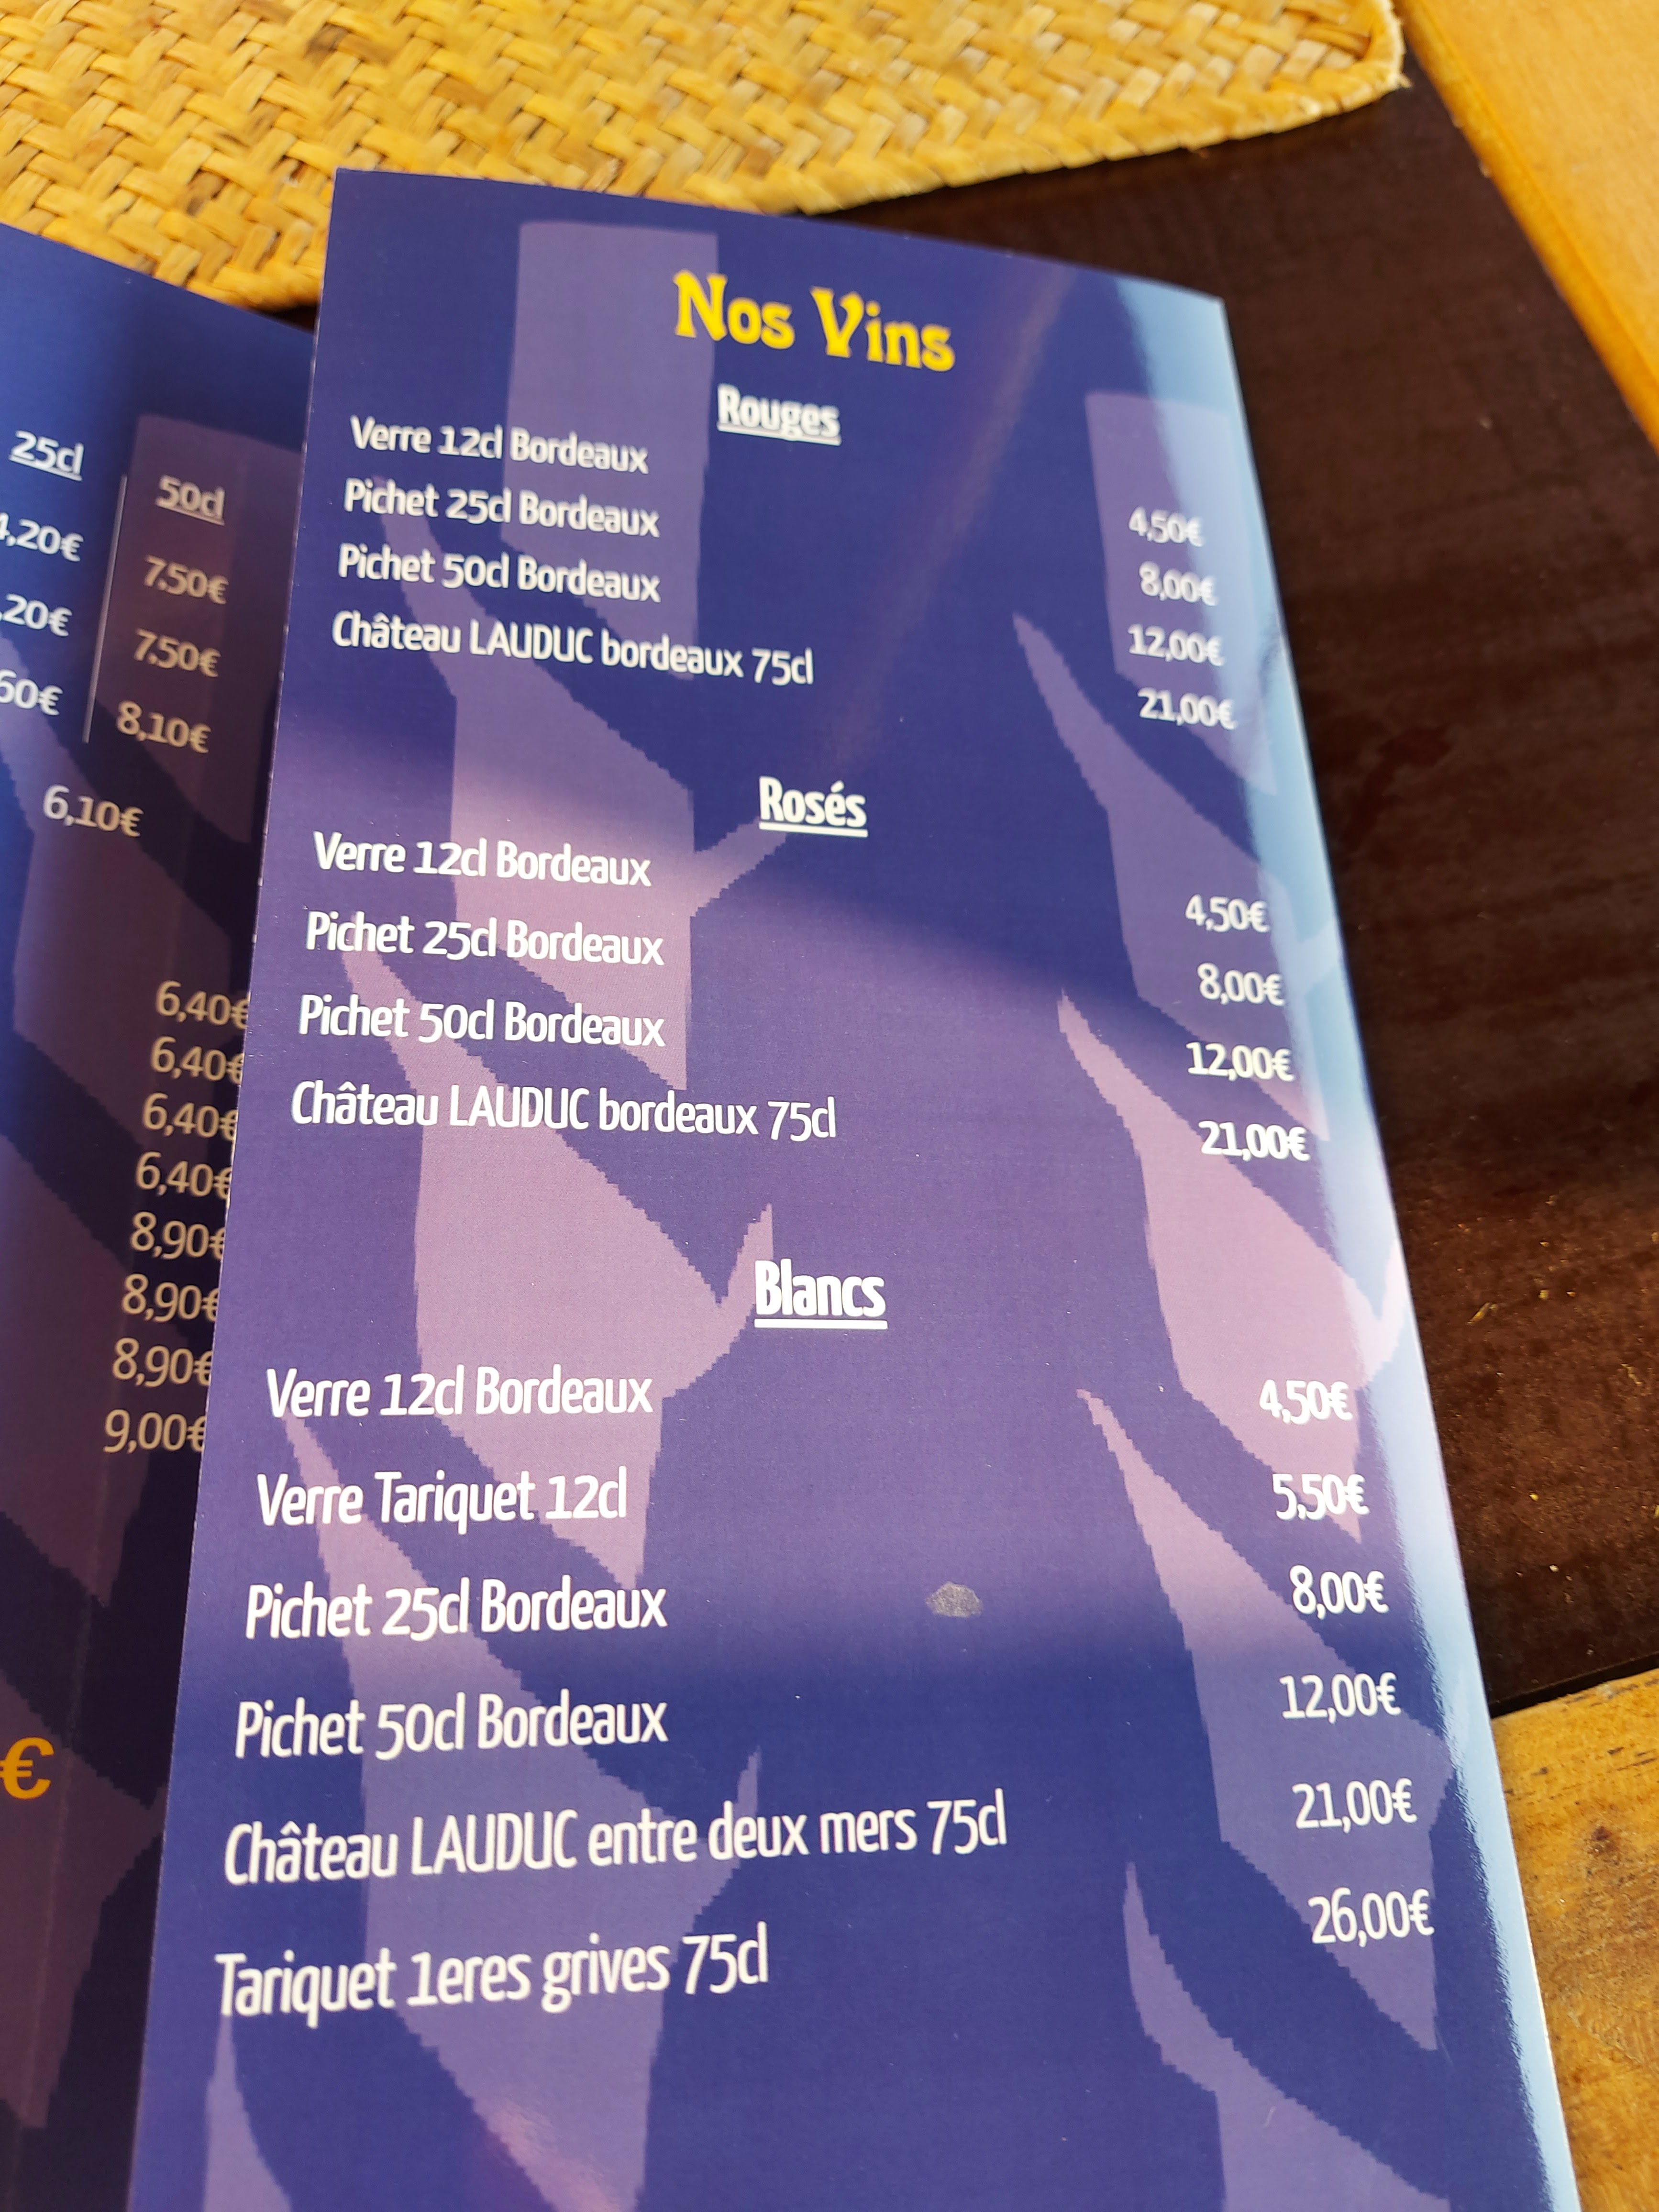 25cl 50cl
,20€ 7.50€
,20€ 7.50€
60€ 8,10€
6,10€
6,40€
6,40€
6,40€
6,40€
8,90€
8,90€
8,90€
9,00€
€
Nos Vins
Rouges
Verre 12cl Bordeaux 4,50€
Pichet 25cl Bordeaux 8,00€
Pichet 50cl Bordeaux 12,00€
Château LAUDUC bordeaux 75cl 21,00€
Rosés
Verre 12cl Bordeaux 4,50€
Pichet 25cl Bordeaux 8,00€
Pichet 50cl Bordeaux 12,00€
Château LAUDUC bordeaux 75cl 21,00€
Blancs
Verre 12cl Bordeaux 4,50€
Verre Tariquet 12cl 5,50€
Pichet 25cl Bordeaux 8,00€
Pichet 50cl Bordeaux 12,00€
Château LAUDUC entre deux mers 75cl 21,00€
Tariquet 1eres grives 75cl 26,00€